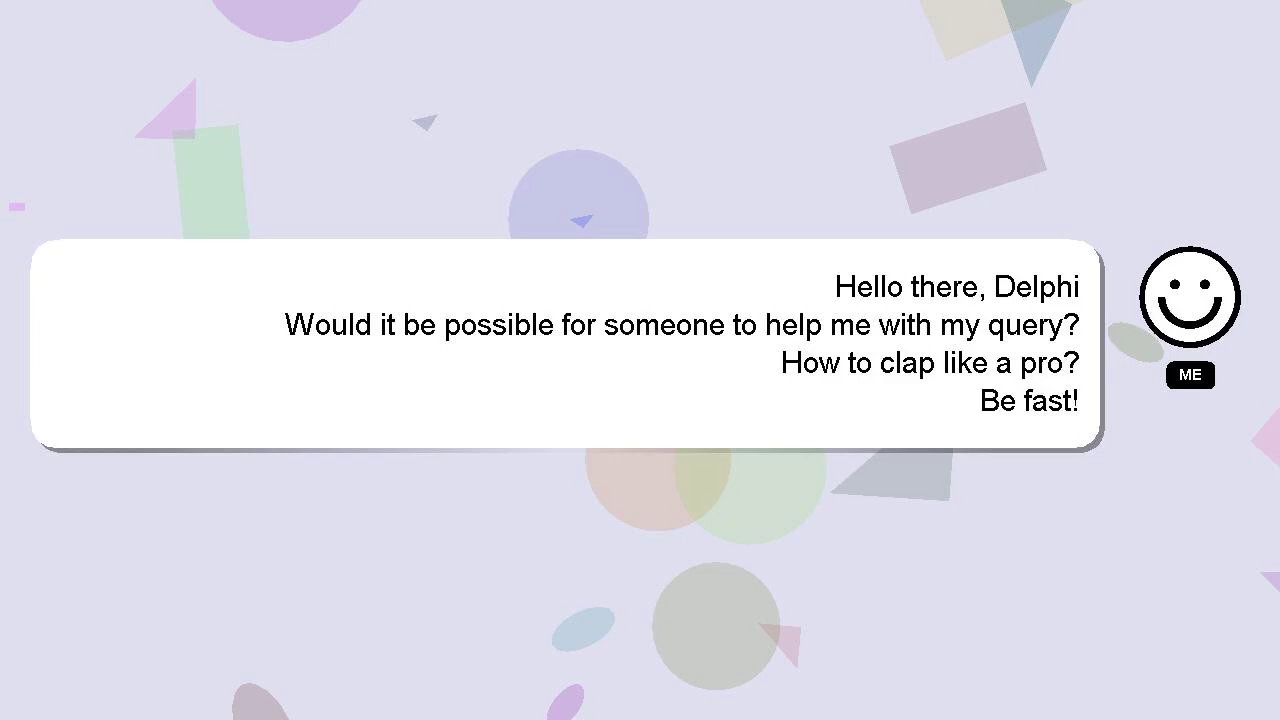 Hello there, Delphi
Would it be possible for someone to help me with my query?
How to clap like a pro?
Be fast!
ME